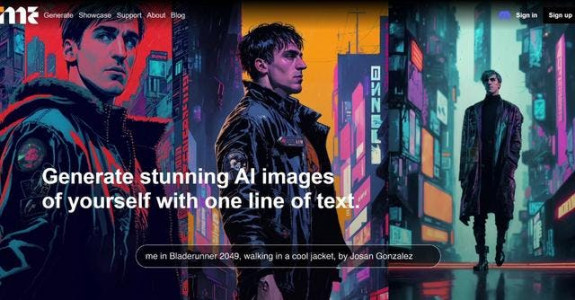 Generate Showcase Support About Blog
Sign in Sign up
Generate stunning AI images
of yourself with one line of text.
me in Bladerunner 2049, walking in a cool jacket, by Josan Gonzalez